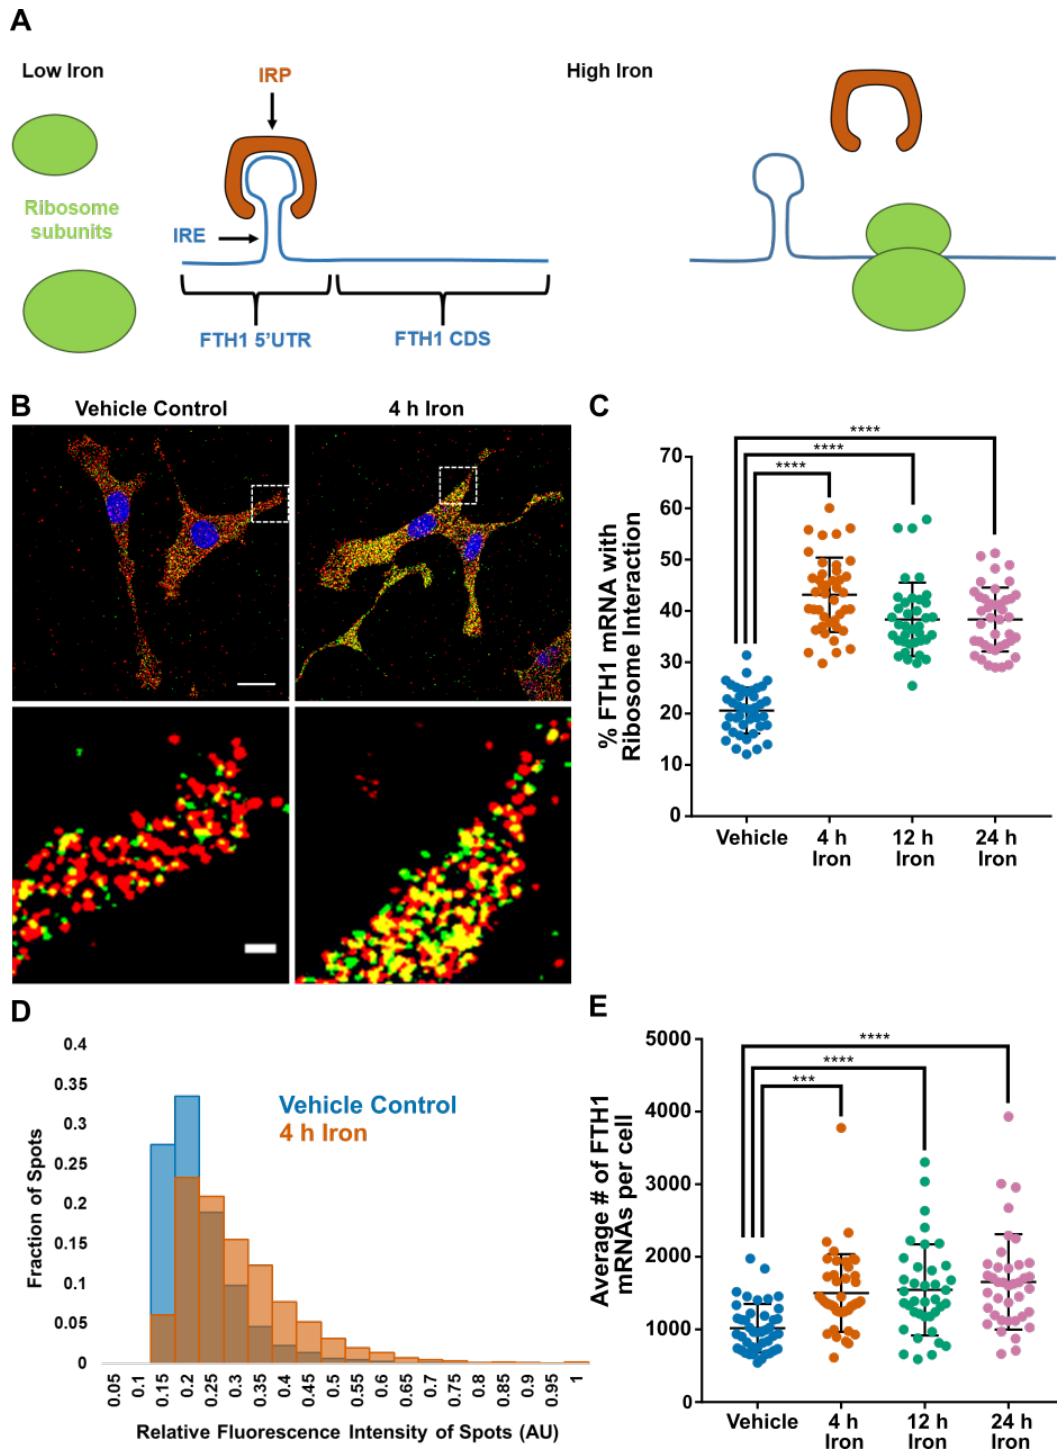 A
Low Iron
IRP
High Iron
Ribosome
subunits
IRE
FTH1 5'UTR
FTH1 CDS
B
Vehicle Control
4 h Iron
C
****
****
****
% FTH1 mRNA with
Ribosome Interaction
70
60
50
40
30
20
10
0
Vehicle
4 h
Iron
12 h
Iron
24 h
Iron
D
Fraction of Spots
0.4
0.35
0.3
0.25
0.2
0.15
0.1
0.05
0
Vehicle Control
4 h Iron
0.05
0.1
0.15
0.2
0.25
0.3
0.35
0.4
0.45
0.5
0.55
0.6
0.65
0.7
0.75
0.8
0.85
0.9
0.95
1
Relative Fluorescence Intensity of Spots (AU)
E
****
****
***
Average # of FTH1
mRNAs per cell
5000
4000
3000
2000
1000
0
Vehicle
4 h
Iron
12 h
Iron
24 h
Iron